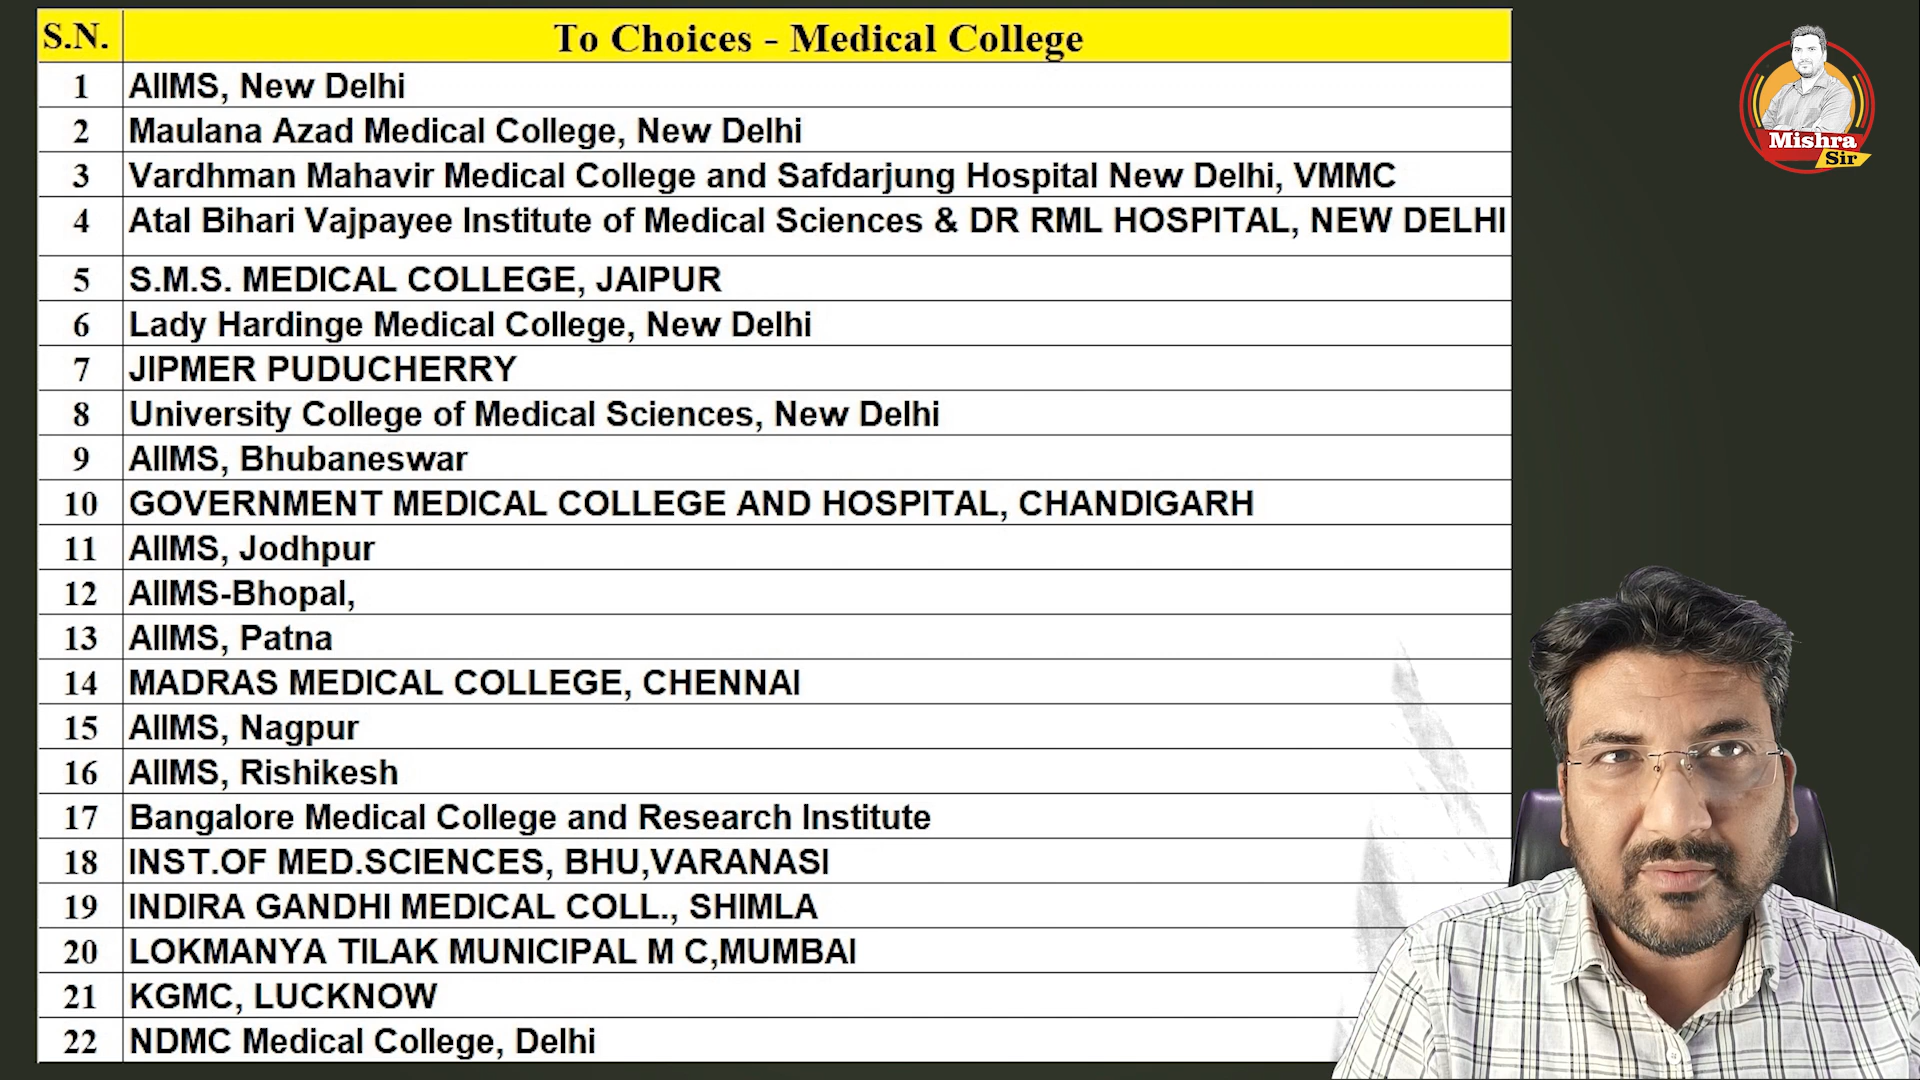 S.N. To Choices - Medical College
1 AIIMS, New Delhi
2 Maulana Azad Medical College, New Delhi
3 Vardhman Mahavir Medical College and Safdarjung Hospital New Delhi, VMMC
4 Atal Bihari Vajpayee Institute of Medical Sciences & DR RML HOSPITAL, NEW DELHI
5 S.M.S. MEDICAL COLLEGE, JAIPUR
6 Lady Hardinge Medical College, New Delhi
7 JIPMER PUDUCHERRY
8 University College of Medical Sciences, New Delhi
9 AIIMS, Bhubaneswar
10 GOVERNMENT MEDICAL COLLEGE AND HOSPITAL, CHANDIGARH
11 AIIMS, Jodhpur
12 AIIMS-Bhopal,
13 AIIMS, Patna
14 MADRAS MEDICAL COLLEGE, CHENNAI
15 AIIMS, Nagpur
16 AIIMS, Rishikesh
17 Bangalore Medical College and Research Institute
18 INST.OF MED.SCIENCES, BHU,VARANASI
19 INDIRA GANDHI MEDICAL COLL., SHIMLA
20 LOKMANYA TILAK MUNICIPAL M C,MUMBAI
21 KGMC, LUCKNOW
22 NDMC Medical College, Delhi
Mishra
Sir